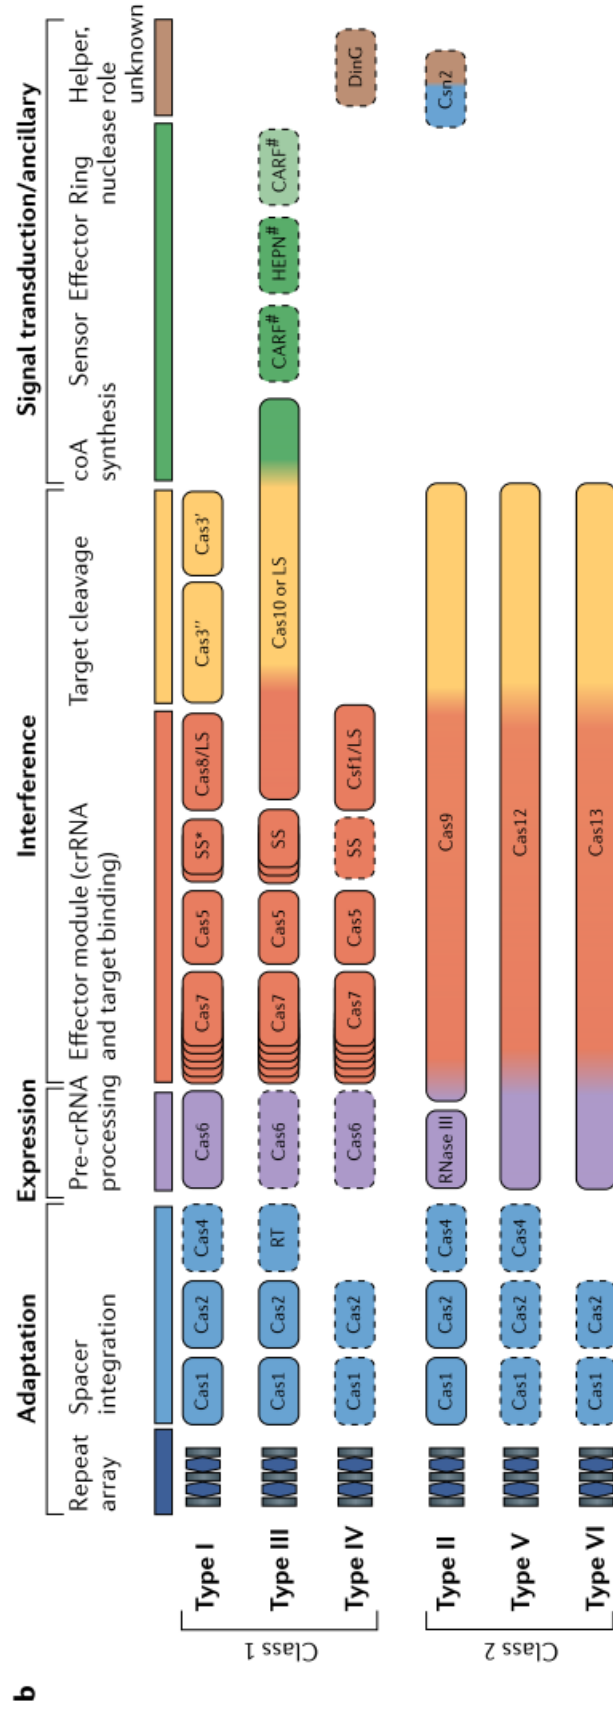 b
Adaptation Expression Interference Signal transduction/ancillary
Repeat array
Spacer integration
Pre-crRNA processing
Effector module (crRNA and target binding)
Target cleavage
coA synthesis
Sensor Effector Ring nuclease
Helper, role unknown
Class 1
Type I Cas1 Cas2 Cas4 Cas6 Cas7 Cas5 SS* Cas8/LS Cas3″ Cas3′
Type III Cas1 Cas2 RT Cas6 Cas7 Cas5 SS Cas10 or LS CARF# HEPN# CARF#
Type IV Cas1 Cas2 Cas6 Cas7 Cas5 SS Csf1/LS DinG
Class 2
Type II Cas1 Cas2 Cas4 RNase III Cas9 Csn2
Type V Cas1 Cas2 Cas4 Cas12
Type VI Cas1 Cas2 Cas13